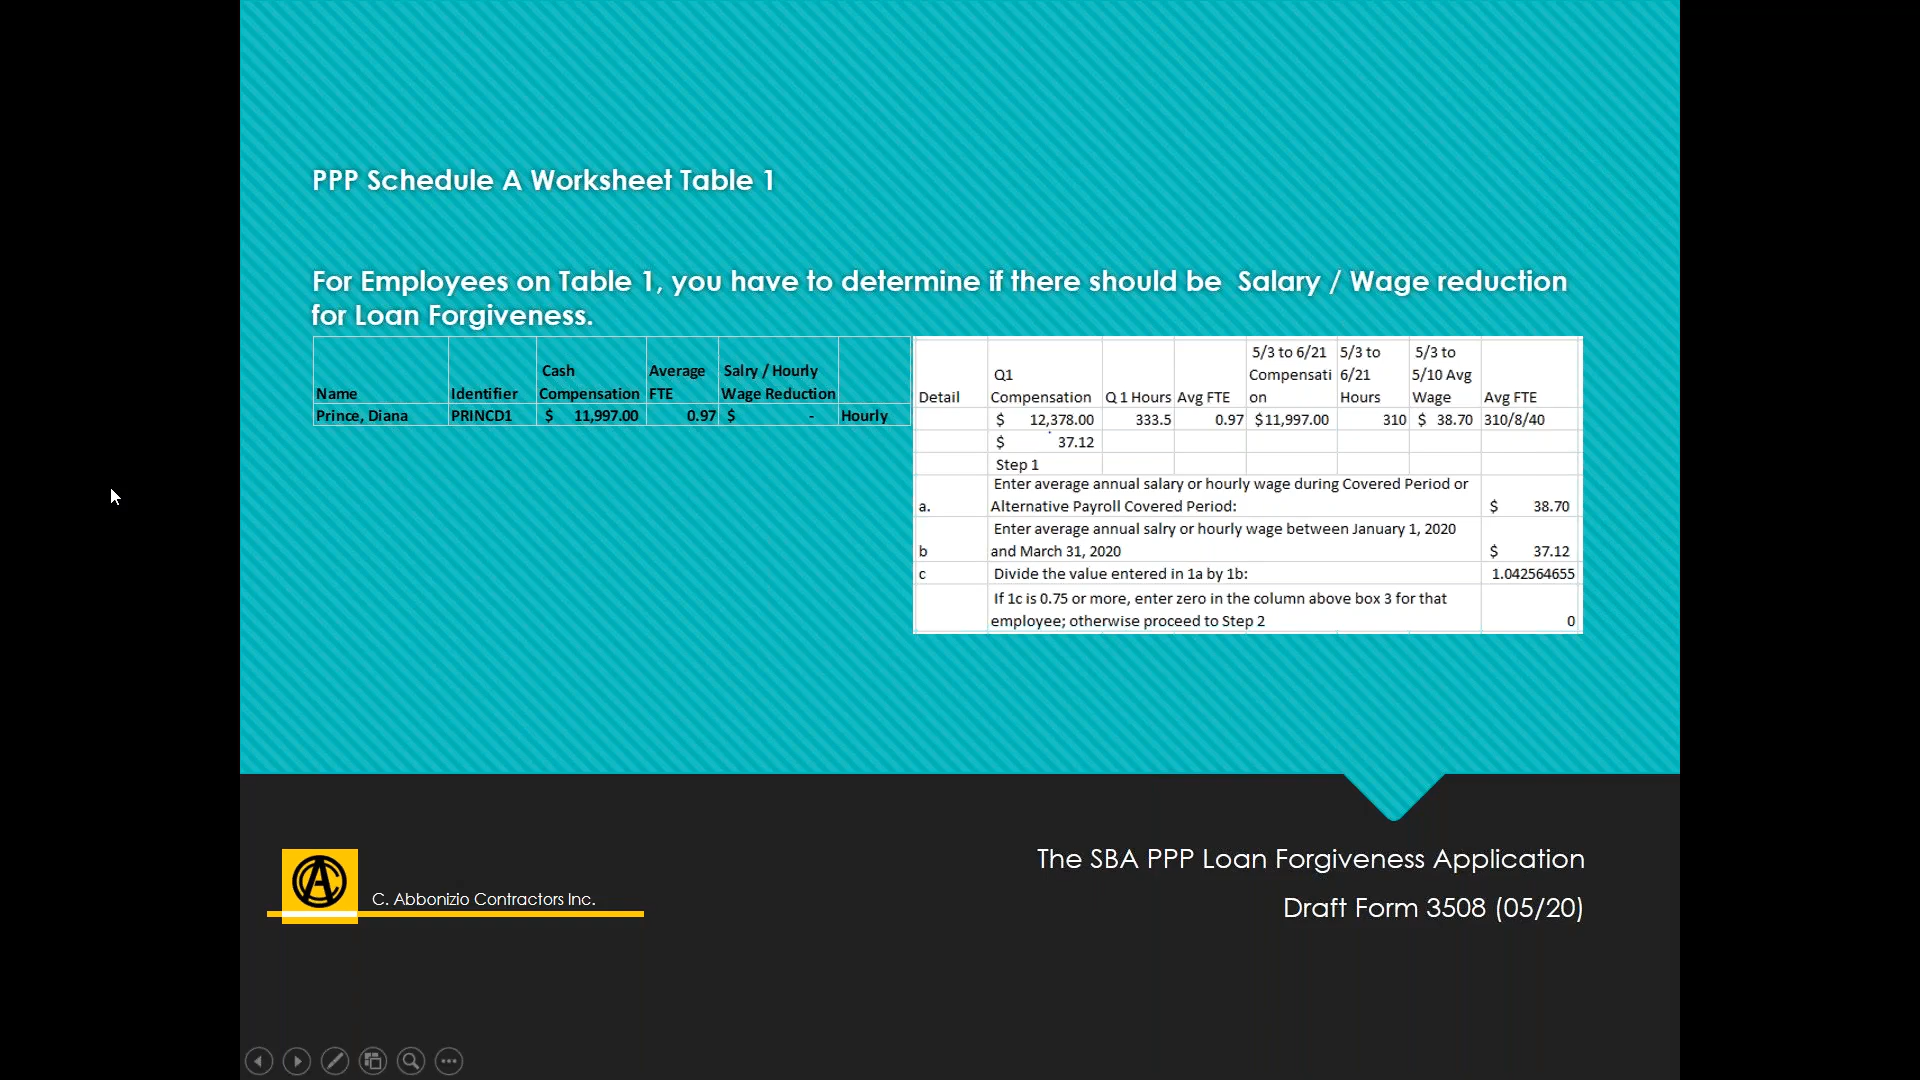 PPP Schedule A Worksheet Table 1
For Employees on Table 1, you have to determine if there should be  Salary / Wage reduction
for Loan Forgiveness.
Name Identifier Cash Compensation Average FTE Salry / Hourly Wage Reduction
Prince, Diana PRINCD1 $ 11,997.00 0.97 $ - Hourly
Detail Q1 Compensation Q 1 Hours Avg FTE 5/3 to 6/21 Compensati on 5/3 to 6/21 Hours 5/3 to 5/10 Avg Wage Avg FTE
$ 12,378.00 333.5 0.97 $11,997.00 310 $ 38.70 310/8/40
$ 37.12
Step 1
Enter average annual salary or hourly wage during Covered Period or
a. Alternative Payroll Covered Period: $ 38.70
Enter average annual salry or hourly wage between January 1, 2020
b and March 31, 2020 $ 37.12
c Divide the value entered in 1a by 1b: 1.042564655
If 1c is 0.75 or more, enter zero in the column above box 3 for that
employee; otherwise proceed to Step 2 0
The SBA PPP Loan Forgiveness Application
Draft Form 3508 (05/20)
C. Abbonizio Contractors Inc.